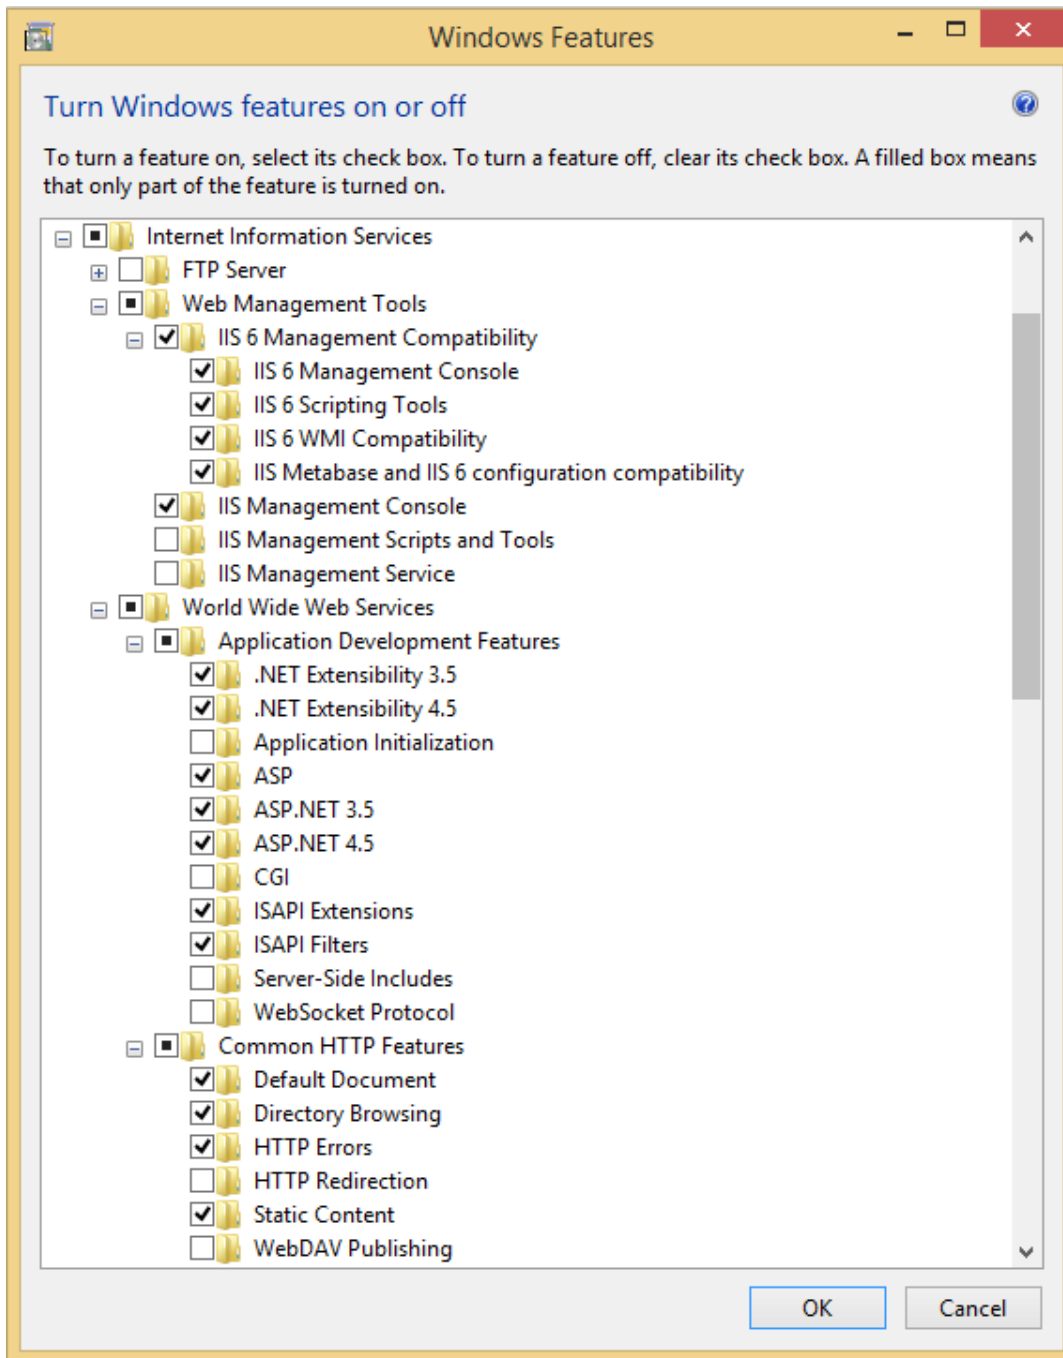 Windows Features
Turn Windows features on or off
To turn a feature on, select its check box. To turn a feature off, clear its check box. A filled box means
that only part of the feature is turned on.
Internet Information Services
FTP Server
Web Management Tools
IIS 6 Management Compatibility
IIS 6 Management Console
IIS 6 Scripting Tools
IIS 6 WMI Compatibility
IIS Metabase and IIS 6 configuration compatibility
IIS Management Console
IIS Management Scripts and Tools
IIS Management Service
World Wide Web Services
Application Development Features
.NET Extensibility 3.5
.NET Extensibility 4.5
Application Initialization
ASP
ASP.NET 3.5
ASP.NET 4.5
CGI
ISAPI Extensions
ISAPI Filters
Server-Side Includes
WebSocket Protocol
Common HTTP Features
Default Document
Directory Browsing
HTTP Errors
HTTP Redirection
Static Content
WebDAV Publishing
OK Cancel